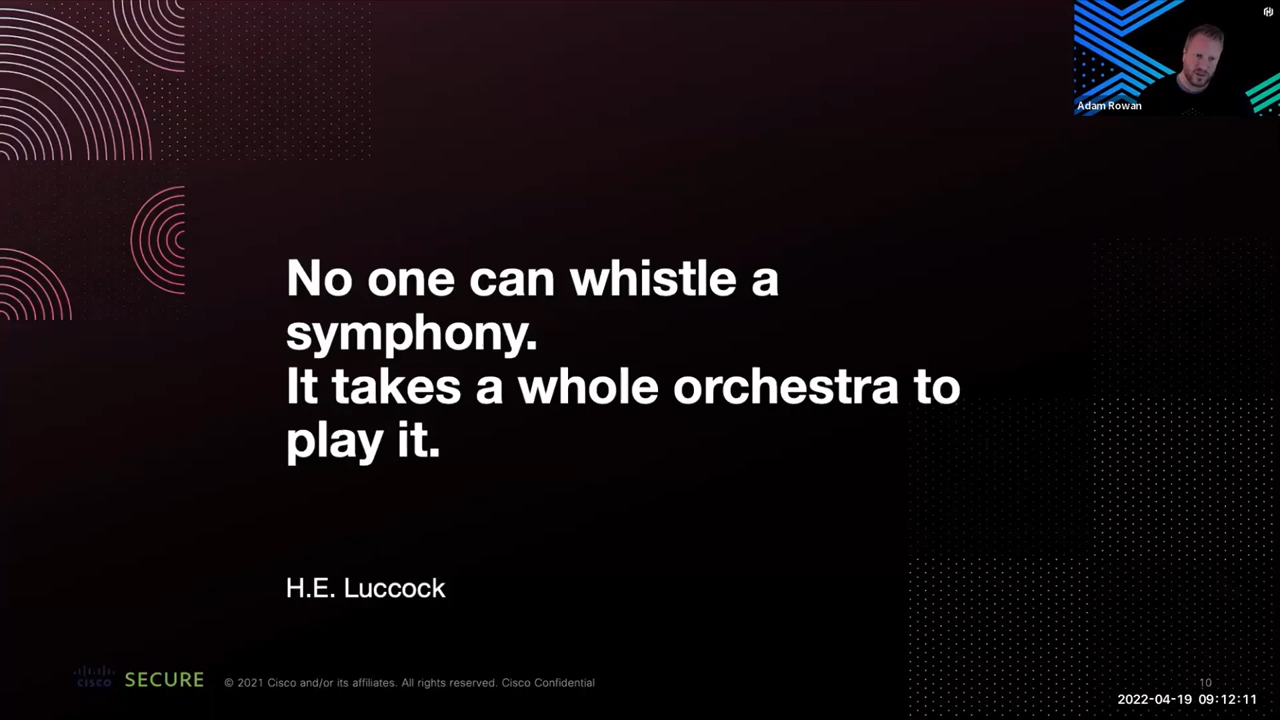 Adam Rowan
No one can whistle a
symphony.
It takes a whole orchestra to
play it.
H.E. Luccock
cisco SECURE © 2021 Cisco and/or its affiliates. All rights reserved. Cisco Confidential
10
2022-04-19 09:12:11